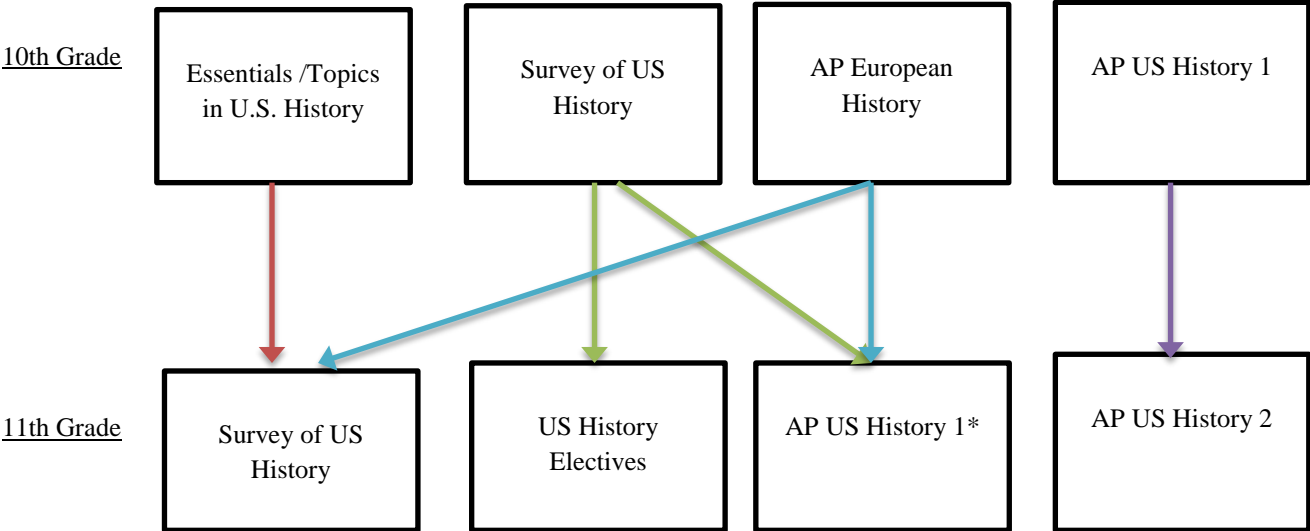 10th Grade
Essentials /Topics
in U.S. History
Survey of US
History
AP European
History
AP US History 1
11th Grade
Survey of US
History
US History
Electives
AP US History 1*
AP US History 2